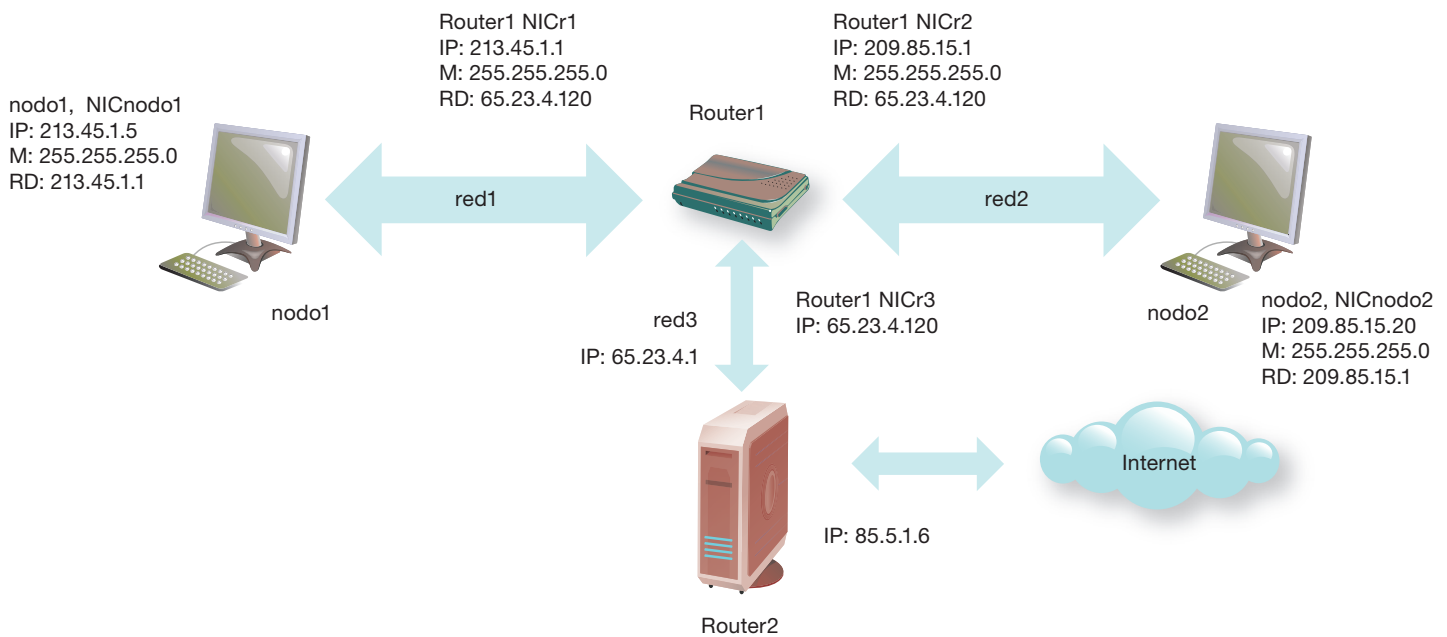 Router1 NICr1
IP: 213.45.1.1
M: 255.255.255.0
RD: 65.23.4.120
Router1 NICr2
IP: 209.85.15.1
M: 255.255.255.0
RD: 65.23.4.120
nodo1, NICnodo1
IP: 213.45.1.5
M: 255.255.255.0
RD: 213.45.1.1
Router1
red1
red2
nodo1
red3
IP: 65.23.4.1
Router1 NICr3
IP: 65.23.4.120
nodo2
nodo2, NICnodo2
IP: 209.85.15.20
M: 255.255.255.0
RD: 209.85.15.1
Internet
IP: 85.5.1.6
Router2